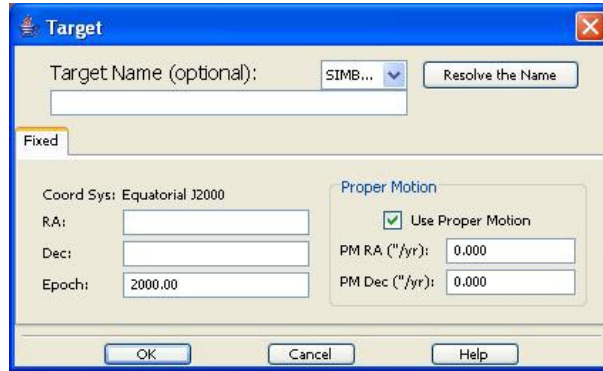 Target
Target Name (optional): SIMB... Resolve the Name
Fixed
Coord Sys: Equatorial J2000
RA:
Dec:
Epoch: 2000.00
Proper Motion
Use Proper Motion
PM RA ("/yr): 0.000
PM Dec ("/yr): 0.000
OK Cancel Help